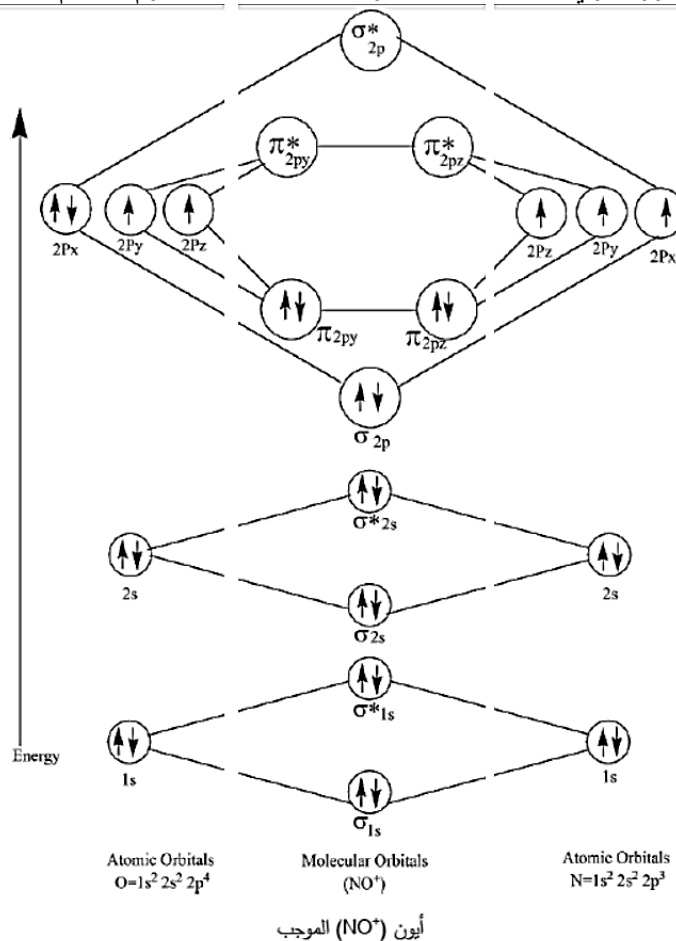 σ*2p
π*2py π*2pz
2Px 2Py 2Pz 2Pz 2Py 2Px
π2py π2pz
σ 2p
σ*2s
2s 2s
σ2s
σ*1s
Energy
1s 1s
σ1s
Atomic Orbitals Molecular Orbitals Atomic Orbitals
O=1s² 2s² 2p⁴ (NO⁺) N=1s² 2s² 2p³
أيون (NO⁺) الموجب